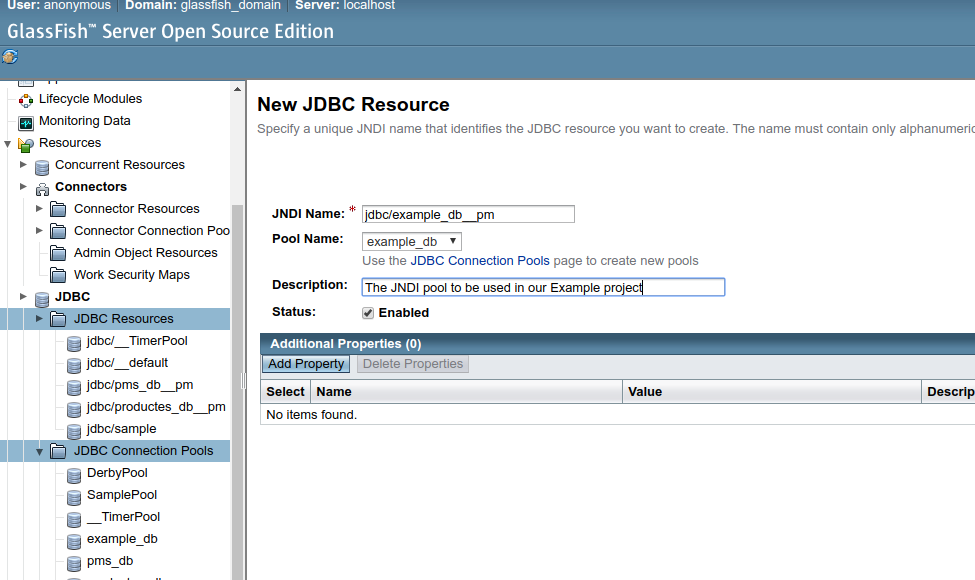 User: anonymous Domain: glassfish_domain Server: localhost
GlassFish™ Server Open Source Edition
Lifecycle Modules
Monitoring Data
Resources
Concurrent Resources
Connectors
Connector Resources
Connector Connection Poo
Admin Object Resources
Work Security Maps
JDBC
JDBC Resources
jdbc/__TimerPool
jdbc/__default
jdbc/pms_db__pm
jdbc/productes_db__pm
jdbc/sample
JDBC Connection Pools
DerbyPool
SamplePool
__TimerPool
example_db
pms_db
New JDBC Resource
Specify a unique JNDI name that identifies the JDBC resource you want to create. The name must contain only alphanumeric
JNDI Name: * jdbc/example_db__pm
Pool Name: example_db
Use the JDBC Connection Pools page to create new pools
Description: The JNDI pool to be used in our Example project
Status: Enabled
Additional Properties (0)
Add Property Delete Properties
Select Name Value Descrip
No items found.